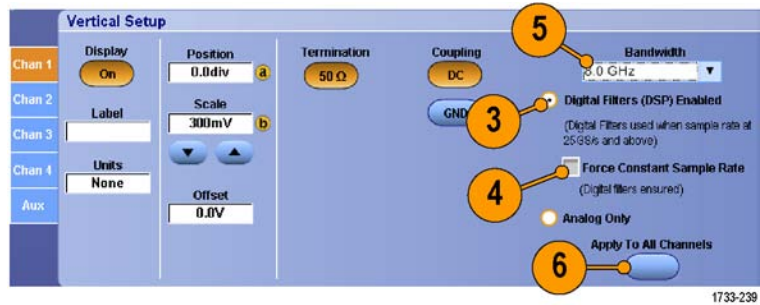 Vertical Setup
Chan 1
Chan 2
Chan 3
Chan 4
Aux
Display
On
Label
Units
None
Position
0.0div
a
Scale
300mV
b
Offset
0.0V
Termination
50 Ω
Coupling
DC
GND
5
Bandwidth
8.0 GHz
3
Digital Filters (DSP) Enabled
(Digital Filters used when sample rate at
25GS/s and above)
4
Force Constant Sample Rate
(Digital filters ensured)
Analog Only
6
Apply To All Channels
1733-239